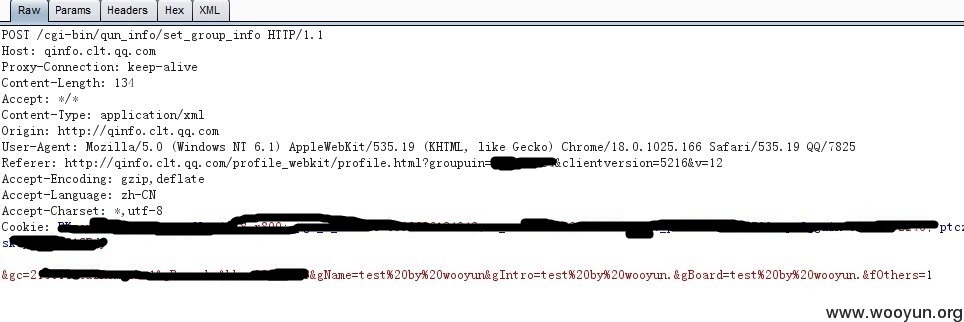 Raw Params Headers Hex XML
POST /cgi-bin/qun_info/set_group_info HTTP/1.1
Host: qinfo.clt.qq.com
Proxy-Connection: keep-alive
Content-Length: 134
Accept: */*
Content-Type: application/xml
Origin: http://qinfo.clt.qq.com
User-Agent: Mozilla/5.0 (Windows NT 6.1) AppleWebKit/535.19 (KHTML, like Gecko) Chrome/18.0.1025.166 Safari/535.19 QQ/7825
Referer: http://qinfo.clt.qq.com/profile_webkit/profile.html?groupuin= &clientversion=5216&v=12
Accept-Encoding: gzip,deflate
Accept-Language: zh-CN
Accept-Charset: *,utf-8
Cookie: ptcz
&gc=2 &gName=test%20by%20wooyun&gIntro=test%20by%20wooyun.&gBoard=test%20by%20wooyun.&fOthers=1
www.wooyun.org